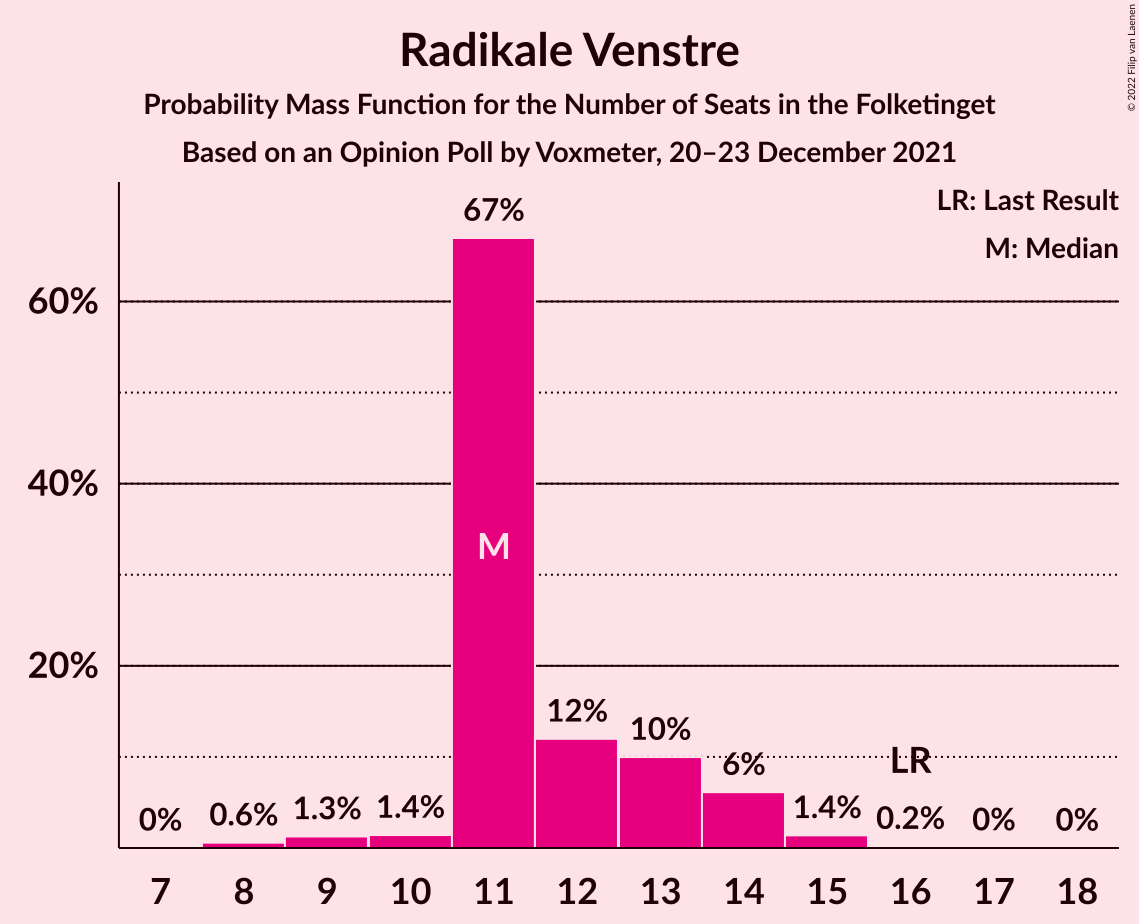 Radikale Venstre
Probability Mass Function for the Number of Seats in the Folketinget
Based on an Opinion Poll by Voxmeter, 20–23 December 2021
© 2022 Filip van Laenen
LR: Last Result
M: Median
67%
60%
40%
M
20%
12%
10%
6%
LR
0%
0.6%
1.3%
1.4%
1.4%
0.2%
0%
0%
7 8 9 10 11 12 13 14 15 16 17 18